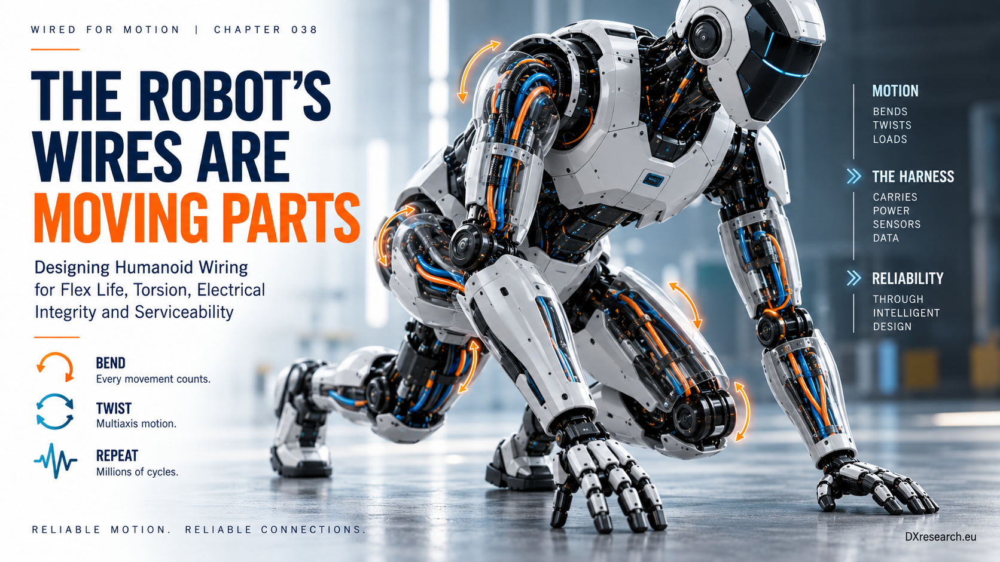 WIRED FOR MOTION | CHAPTER 038
THE ROBOT'S
WIRES ARE
MOVING PARTS
Designing Humanoid Wiring
for Flex Life, Torsion, Electrical
Integrity and Serviceability
BEND
Every movement counts.
TWIST
Multiaxis motion.
REPEAT
Millions of cycles.
RELIABLE MOTION. RELIABLE CONNECTIONS.
MOTION
BENDS
TWISTS
LOADS
THE HARNESS
CARRIES
POWER
SENSORS
DATA
RELIABILITY
THROUGH
INTELLIGENT
DESIGN
DXresearch.eu